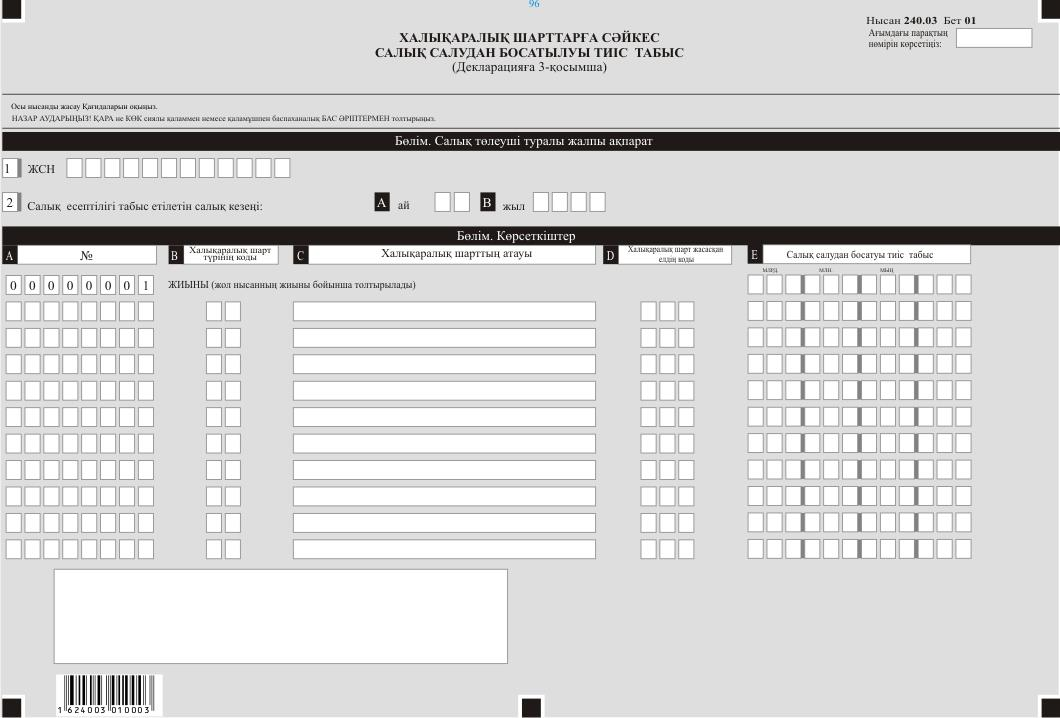 96
Нысан 240.03 Бет 01
Ағымдағы парақтың
нөмірін көрсетіңіз:
ХАЛЫҚАРАЛЫҚ ШАРТТАРҒА СӘЙКЕС
САЛЫҚ САЛУДАН БОСАТЫЛУЫ ТИІС ТАБЫС
(Декларацияға 3-қосымша)
Осы нысанды жасау Қағидаларын оқыңыз.
НАЗАР АУДАРЫҢЫЗ! ҚАРА не КӨК сиялы қаламмен немесе қаламұшпен баспаханалық БАС ӘРІПТЕРМЕН толтырыңыз.
Бөлім. Салық төлеуші туралы жалпы ақпарат
1 ЖСН
2 Салық есептілігі табыс етілетін салық кезеңі: A ай B жыл
Бөлім. Көрсеткіштер
A №
B Халықаралық шарт
түрінің коды
C Халықаралық шарттың атауы
D Халықаралық шарт жасасқан
елдің коды
E Салық салудан босатуы тиіс табыс
млрд. млн. мың
0 0 0 0 0 0 0 1 ЖИЫНЫ (жол нысанның жиыны бойынша толтырылады)
1 624003 010003